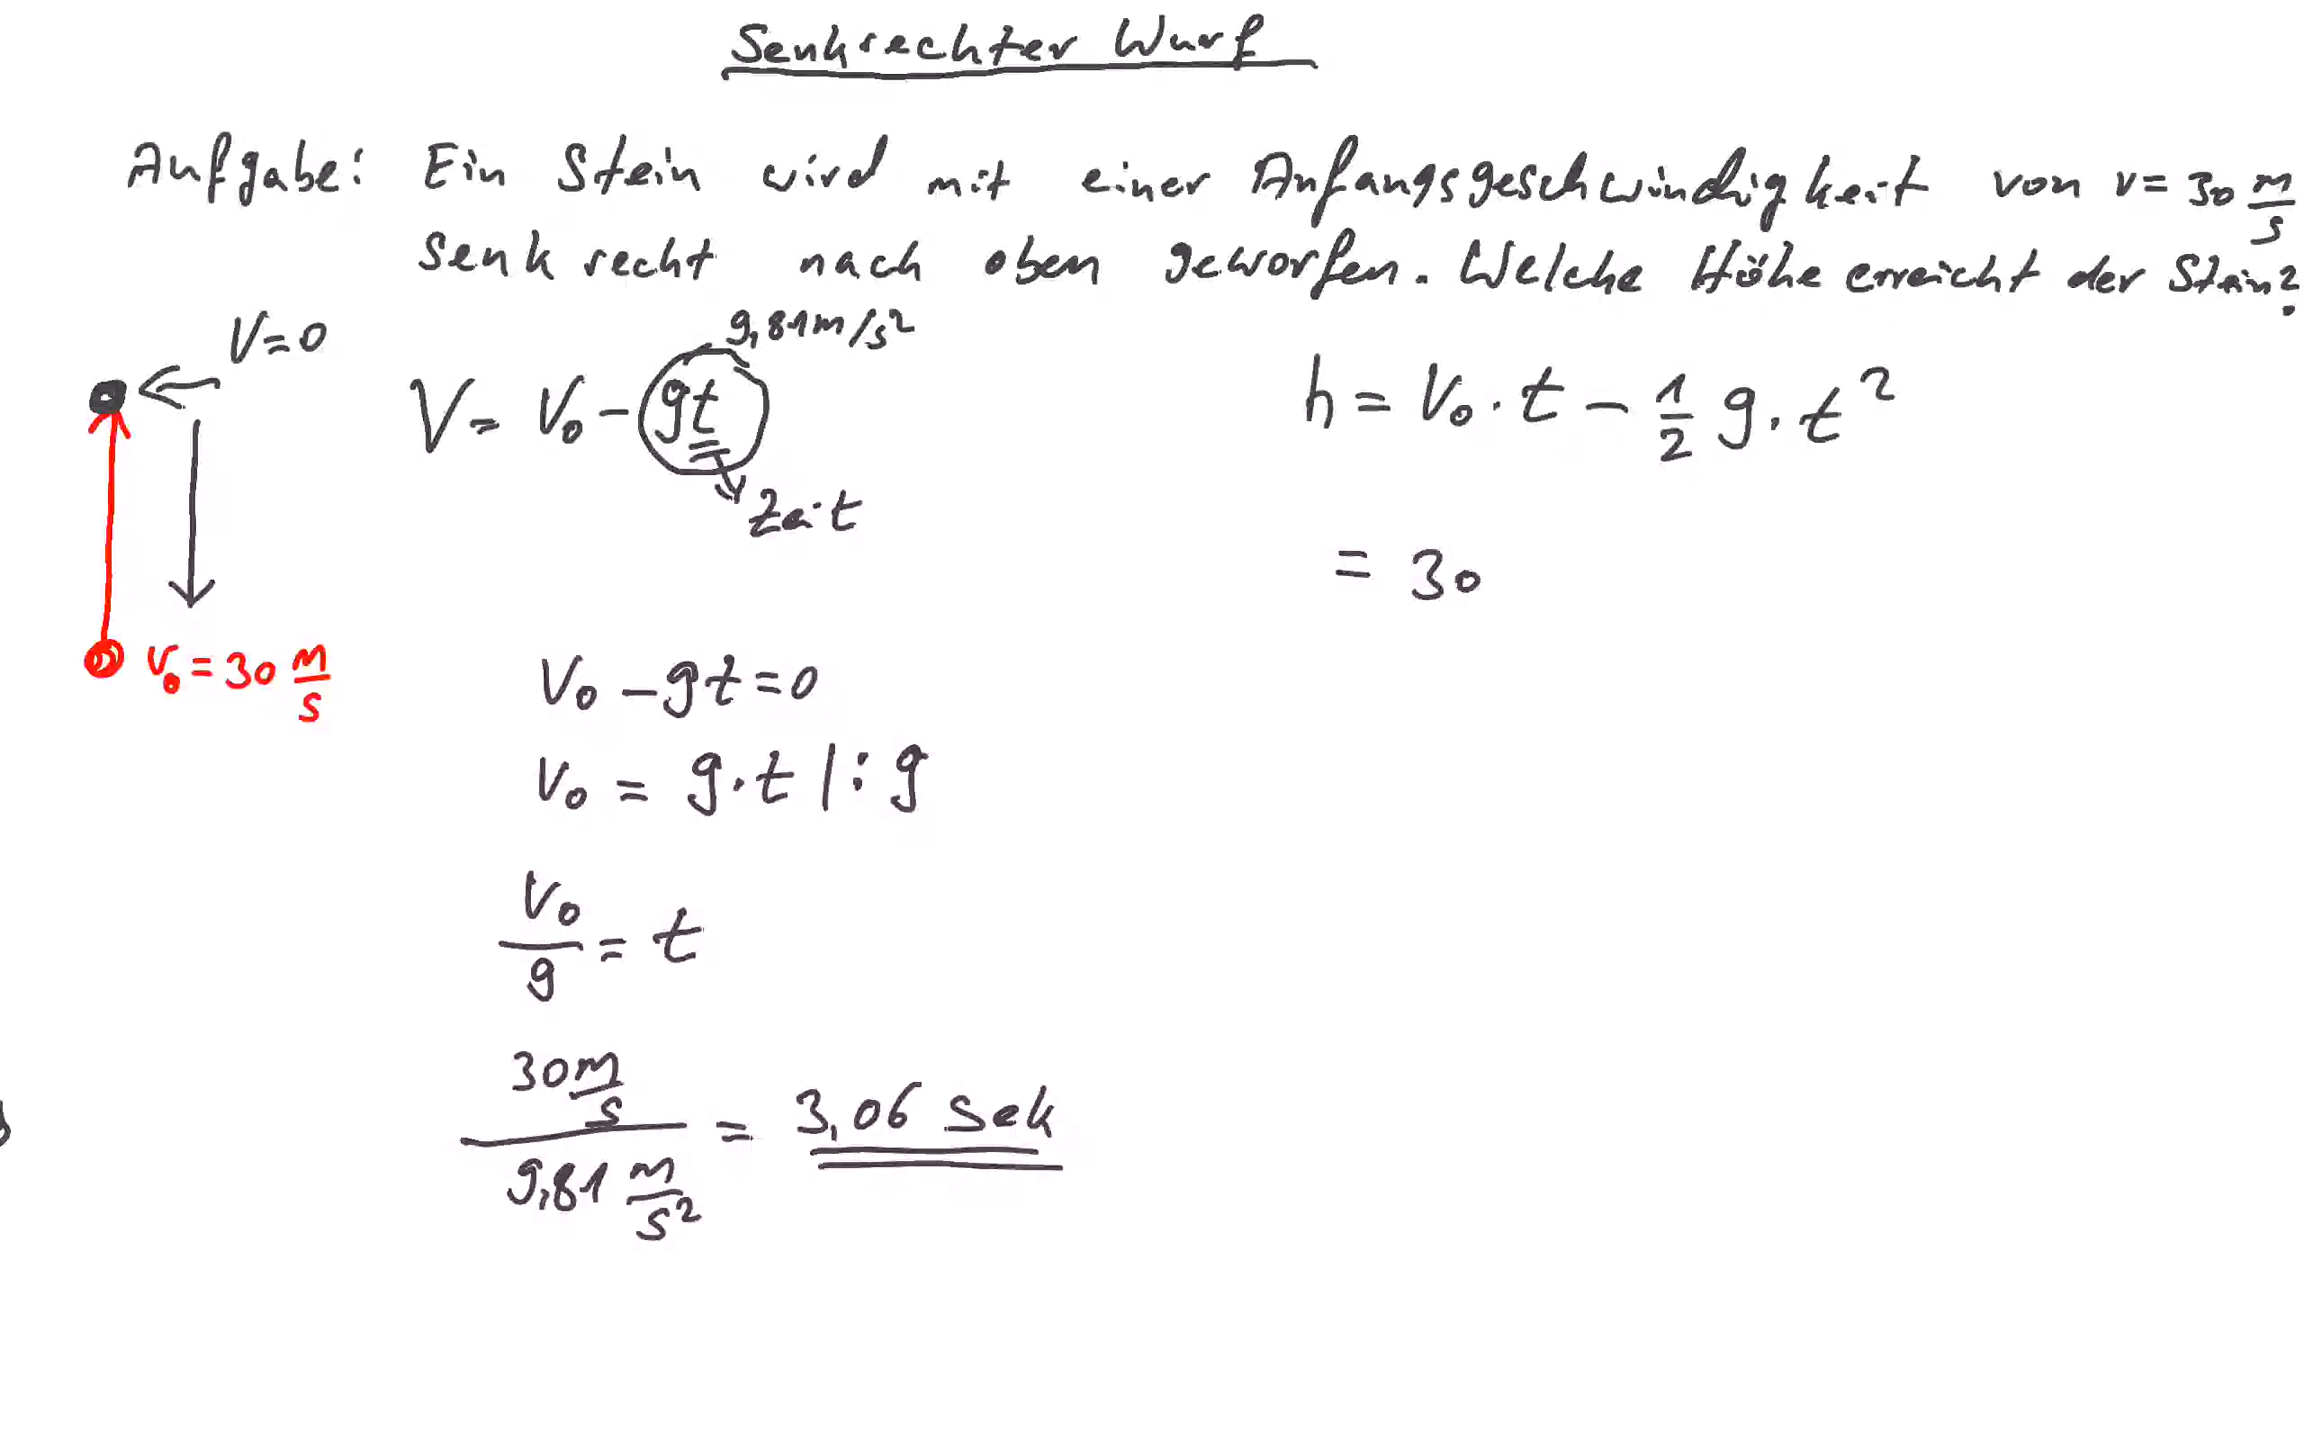 Senkrechter Wurf
Aufgabe: Ein Stein wird mit einer Anfangsgeschwindigkeit von v = 30 m/s
senkrecht nach oben geworfen. Welche Höhe erreicht der Stein?
V=0
9,81m/s²
V = V₀ - gt
Zeit
v₀ = 30 m/s
V₀ - gt = 0
V₀ = g·t |:g
V₀/g = t
30 m/s / 9,81 m/s² = 3,06 Sek
h = V₀ · t - 1/2 g · t²
= 30